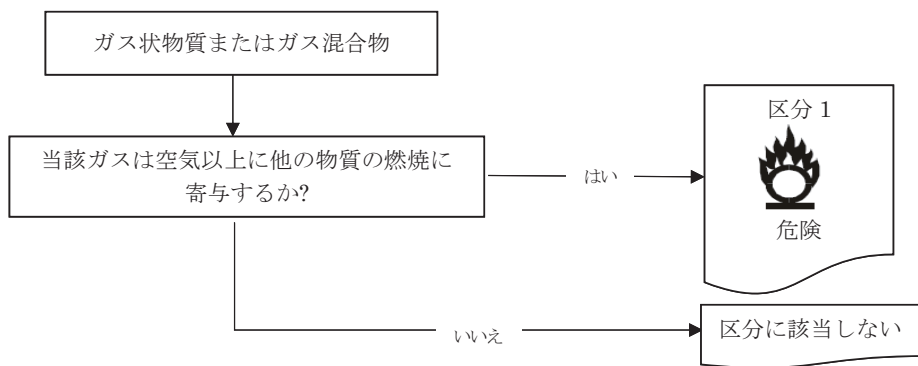 ガス状物質またはガス混合物
当該ガスは空気以上に他の物質の燃焼に
寄与するか?
はい
区分 1
危険
いいえ
区分に該当しない